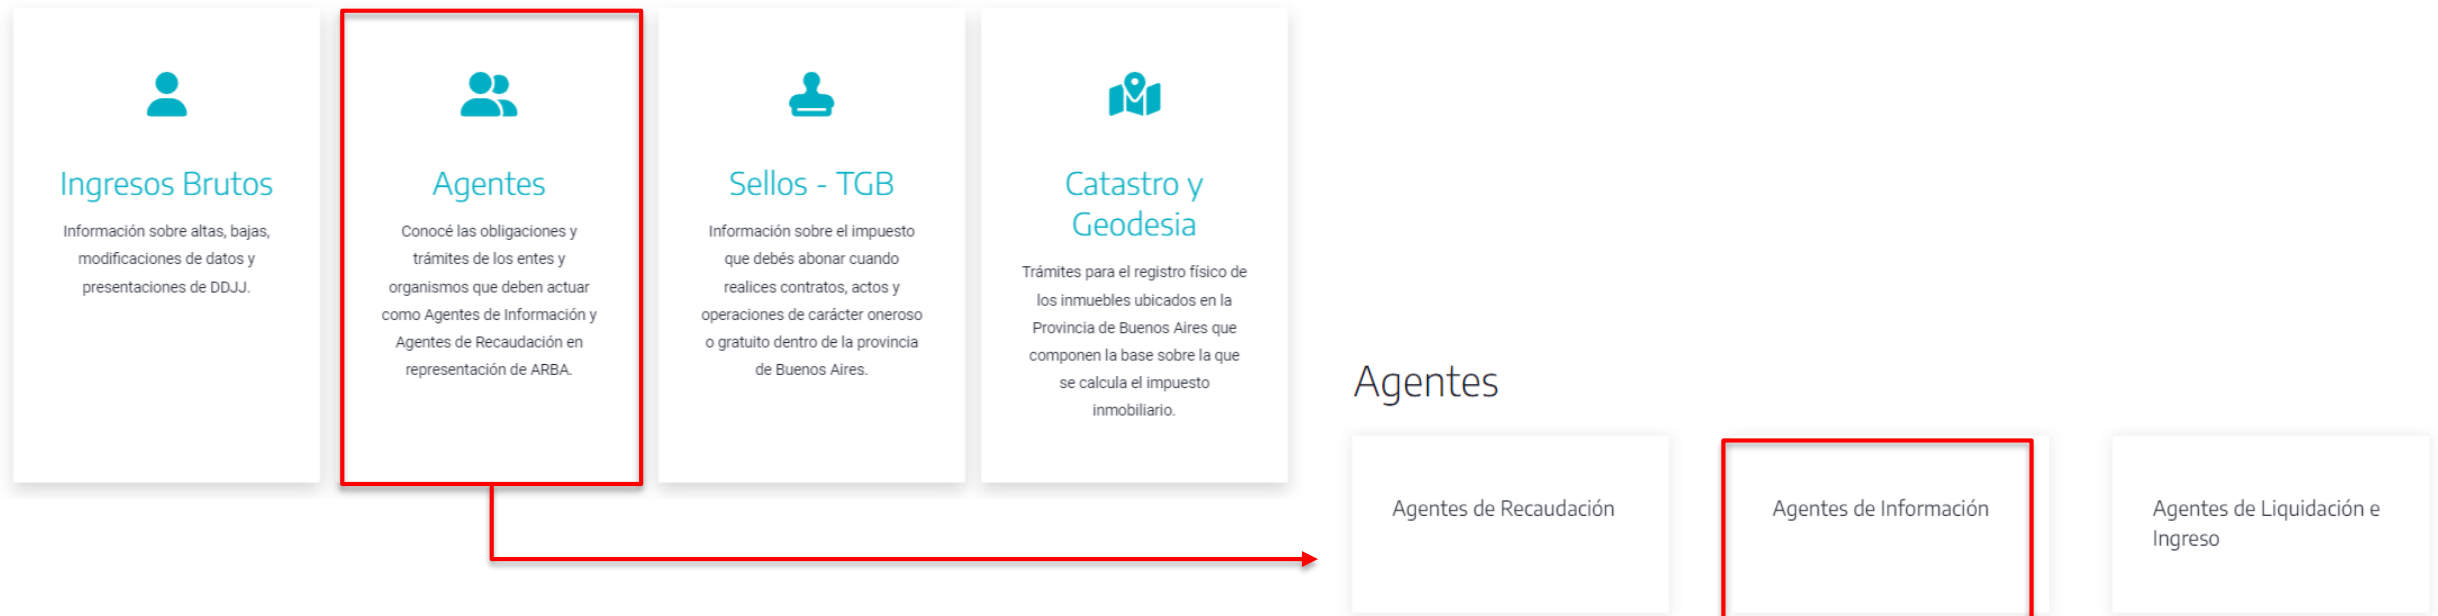 Ingresos Brutos
Información sobre altas, bajas,
modificaciones de datos y
presentaciones de DDJJ.
Agentes
Conocé las obligaciones y
trámites de los entes y
organismos que deben actuar
como Agentes de Información y
Agentes de Recaudación en
representación de ARBA.
Sellos - TGB
Información sobre el impuesto
que debés abonar cuando
realices contratos, actos y
operaciones de carácter oneroso
o gratuito dentro de la provincia
de Buenos Aires.
Catastro y
Geodesia
Trámites para el registro físico de
los inmuebles ubicados en la
Provincia de Buenos Aires que
componen la base sobre la que
se calcula el impuesto
inmobiliario.
Agentes
Agentes de Recaudación
Agentes de Información
Agentes de Liquidación e
Ingreso